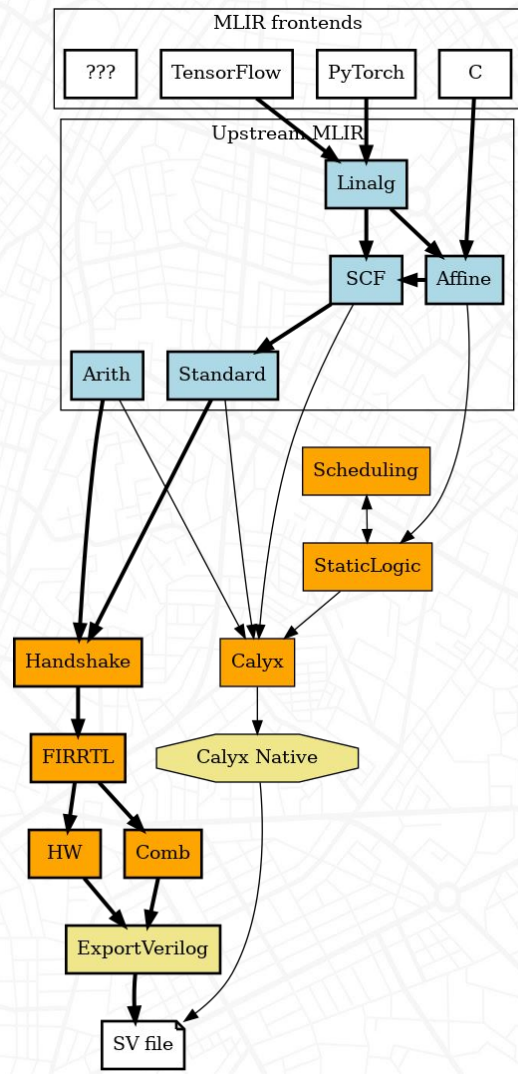 MLIR frontends
???
TensorFlow
PyTorch
C
Upstream MLIR
Linalg
SCF
Affine
Arith
Standard
Scheduling
StaticLogic
Handshake
Calyx
FIRRTL
Calyx Native
HW
Comb
ExportVerilog
SV file